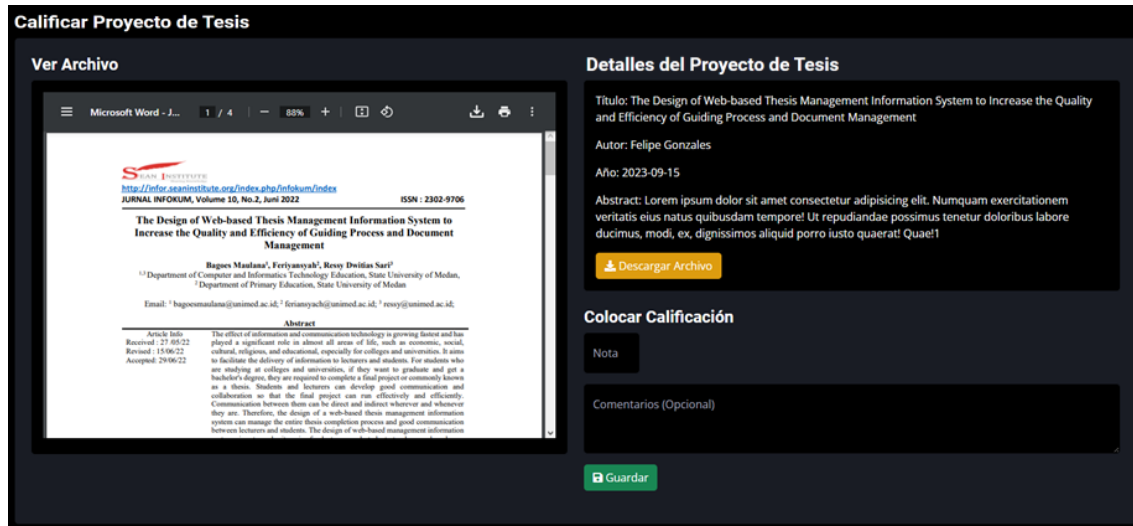 Calificar Proyecto de Tesis
Ver Archivo
Microsoft Word - J...
1 / 4
88%
SEAN INSTITUTE
http://infor.seaninstitute.org/index.php/infokum/index
JURNAL INFOKUM, Volume 10, No.2, Juni 2022
ISSN : 2302-9706
The Design of Web-based Thesis Management Information System to
Increase the Quality and Efficiency of Guiding Process and Document
Management
Bagoes Maulana¹, Feriyansyah², Ressy Dwitias Sari³
¹,³ Department of Computer and Informatics Technology Education, State University of Medan,
² Department of Primary Education, State University of Medan
Email: ¹ bagoesmaulana@unimed.ac.id; ² feriansyach@unimed.ac.id; ³ ressy@unimed.ac.id;
Abstract
Article Info
Received : 27/05/22
Revised : 15/06/22
Accepted: 29/06/22
The effect of information and communication technology is growing fastest and has
played a significant role in almost all areas of life, such as economic, social,
cultural, religious, and educational, especially for colleges and universities. It aims
to facilitate the delivery of information to lecturers and students. For students who
are studying at colleges and universities, if they want to graduate and get a
bachelor's degree, they are required to complete a final project or commonly known
as a thesis. Students and lecturers can develop good communication and
collaboration so that the final project can run effectively and efficiently.
Communication between them can be direct and indirect wherever and whenever
they are. Therefore, the design of a web-based thesis management information
system can manage the entire thesis completion process and good communication
between lecturers and students. The design of web-based management information
Detalles del Proyecto de Tesis
Título: The Design of Web-based Thesis Management Information System to Increase the Quality
and Efficiency of Guiding Process and Document Management
Autor: Felipe Gonzales
Año: 2023-09-15
Abstract: Lorem ipsum dolor sit amet consectetur adipisicing elit. Numquam exercitationem
veritatis eius natus quibusdam tempore! Ut repudiandae possimus tenetur doloribus labore
ducimus, modi, ex, dignissimos aliquid porro iusto quaerat! Quae!1
Descargar Archivo
Colocar Calificación
Nota
Comentarios (Opcional)
Guardar